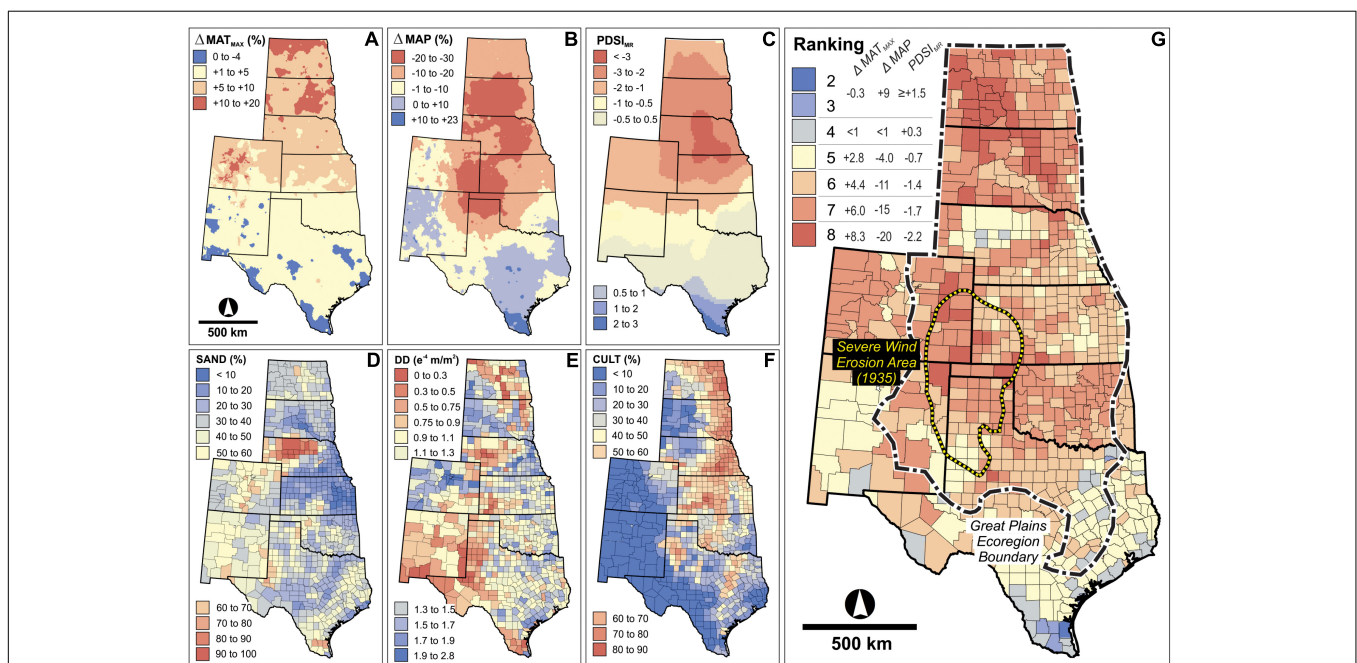 Δ MAT_MAX (%) A
0 to -4
+1 to +5
+5 to +10
+10 to +20
500 km
Δ MAP (%) B
-20 to -30
-10 to -20
-1 to -10
0 to +10
+10 to +23
PDSI_MR C
< -3
-3 to -2
-2 to -1
-1 to -0.5
-0.5 to 0.5
0.5 to 1
1 to 2
2 to 3
SAND (%) D
< 10
10 to 20
20 to 30
30 to 40
40 to 50
50 to 60
60 to 70
70 to 80
80 to 90
90 to 100
DD (e⁻⁴ m/m²) E
0 to 0.3
0.3 to 0.5
0.5 to 0.75
0.75 to 0.9
0.9 to 1.1
1.1 to 1.3
1.3 to 1.5
1.5 to 1.7
1.7 to 1.9
1.9 to 2.8
CULT (%) F
< 10
10 to 20
20 to 30
30 to 40
40 to 50
50 to 60
60 to 70
70 to 80
80 to 90
Ranking Δ MAT_MAX Δ MAP PDSI_MR G
2
-0.3 +9 ≥+1.5
3
4 <1 <1 +0.3
5 +2.8 -4.0 -0.7
6 +4.4 -11 -1.4
7 +6.0 -15 -1.7
8 +8.3 -20 -2.2
Severe Wind
Erosion Area
(1935)
Great Plains
Ecoregion
Boundary
500 km